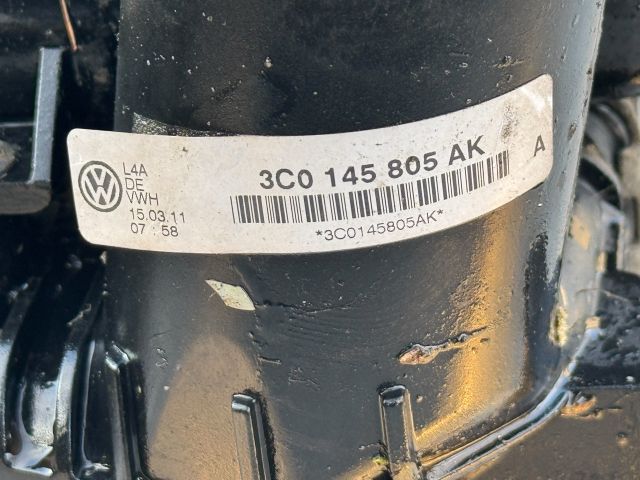 L4A
DE
VWH
15.03.11
07:58
3C0 145 805 AK
*3C0145805AK*
A